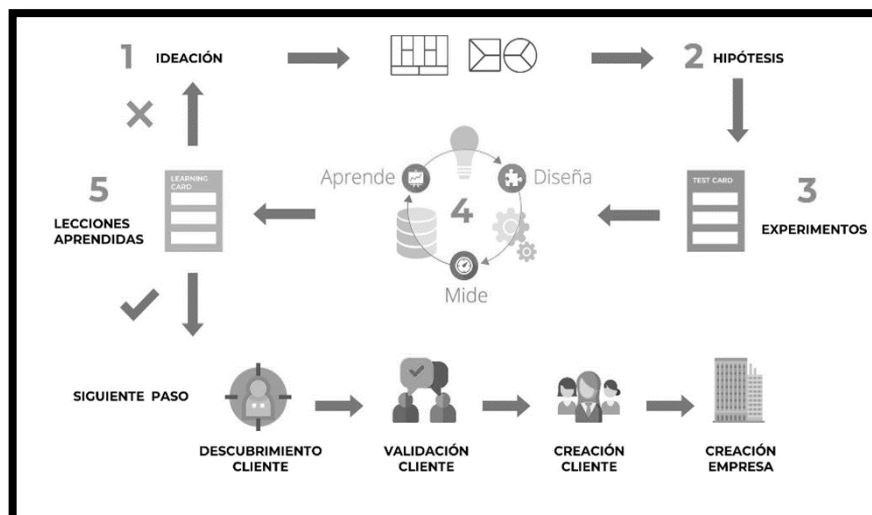 1 IDEACIÓN
2 HIPÓTESIS
LEARNING
CARD
5
LECCIONES
APRENDIDAS
Aprende
4
Diseña
Mide
TEST CARD
3
EXPERIMENTOS
SIGUIENTE PASO
DESCUBRIMIENTO
CLIENTE
VALIDACIÓN
CLIENTE
CREACIÓN
CLIENTE
CREACIÓN
EMPRESA